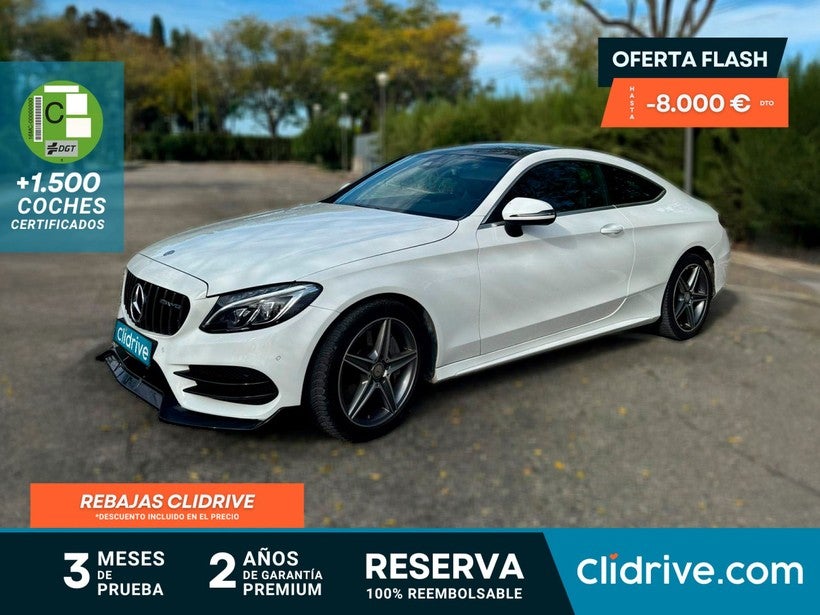 OFERTA FLASH
HASTA
-8.000 €
DTO
C
DGT
+1.500
COCHES
CERTIFICADOS
AMG
clidrive
REBAJAS CLIDRIVE
*DESCUENTO INCLUIDO EN EL PRECIO
3 MESES
DE
PRUEBA
2 AÑOS
DE GARANTÍA
PREMIUM
RESERVA
100% REEMBOLSABLE
Clidrive.com